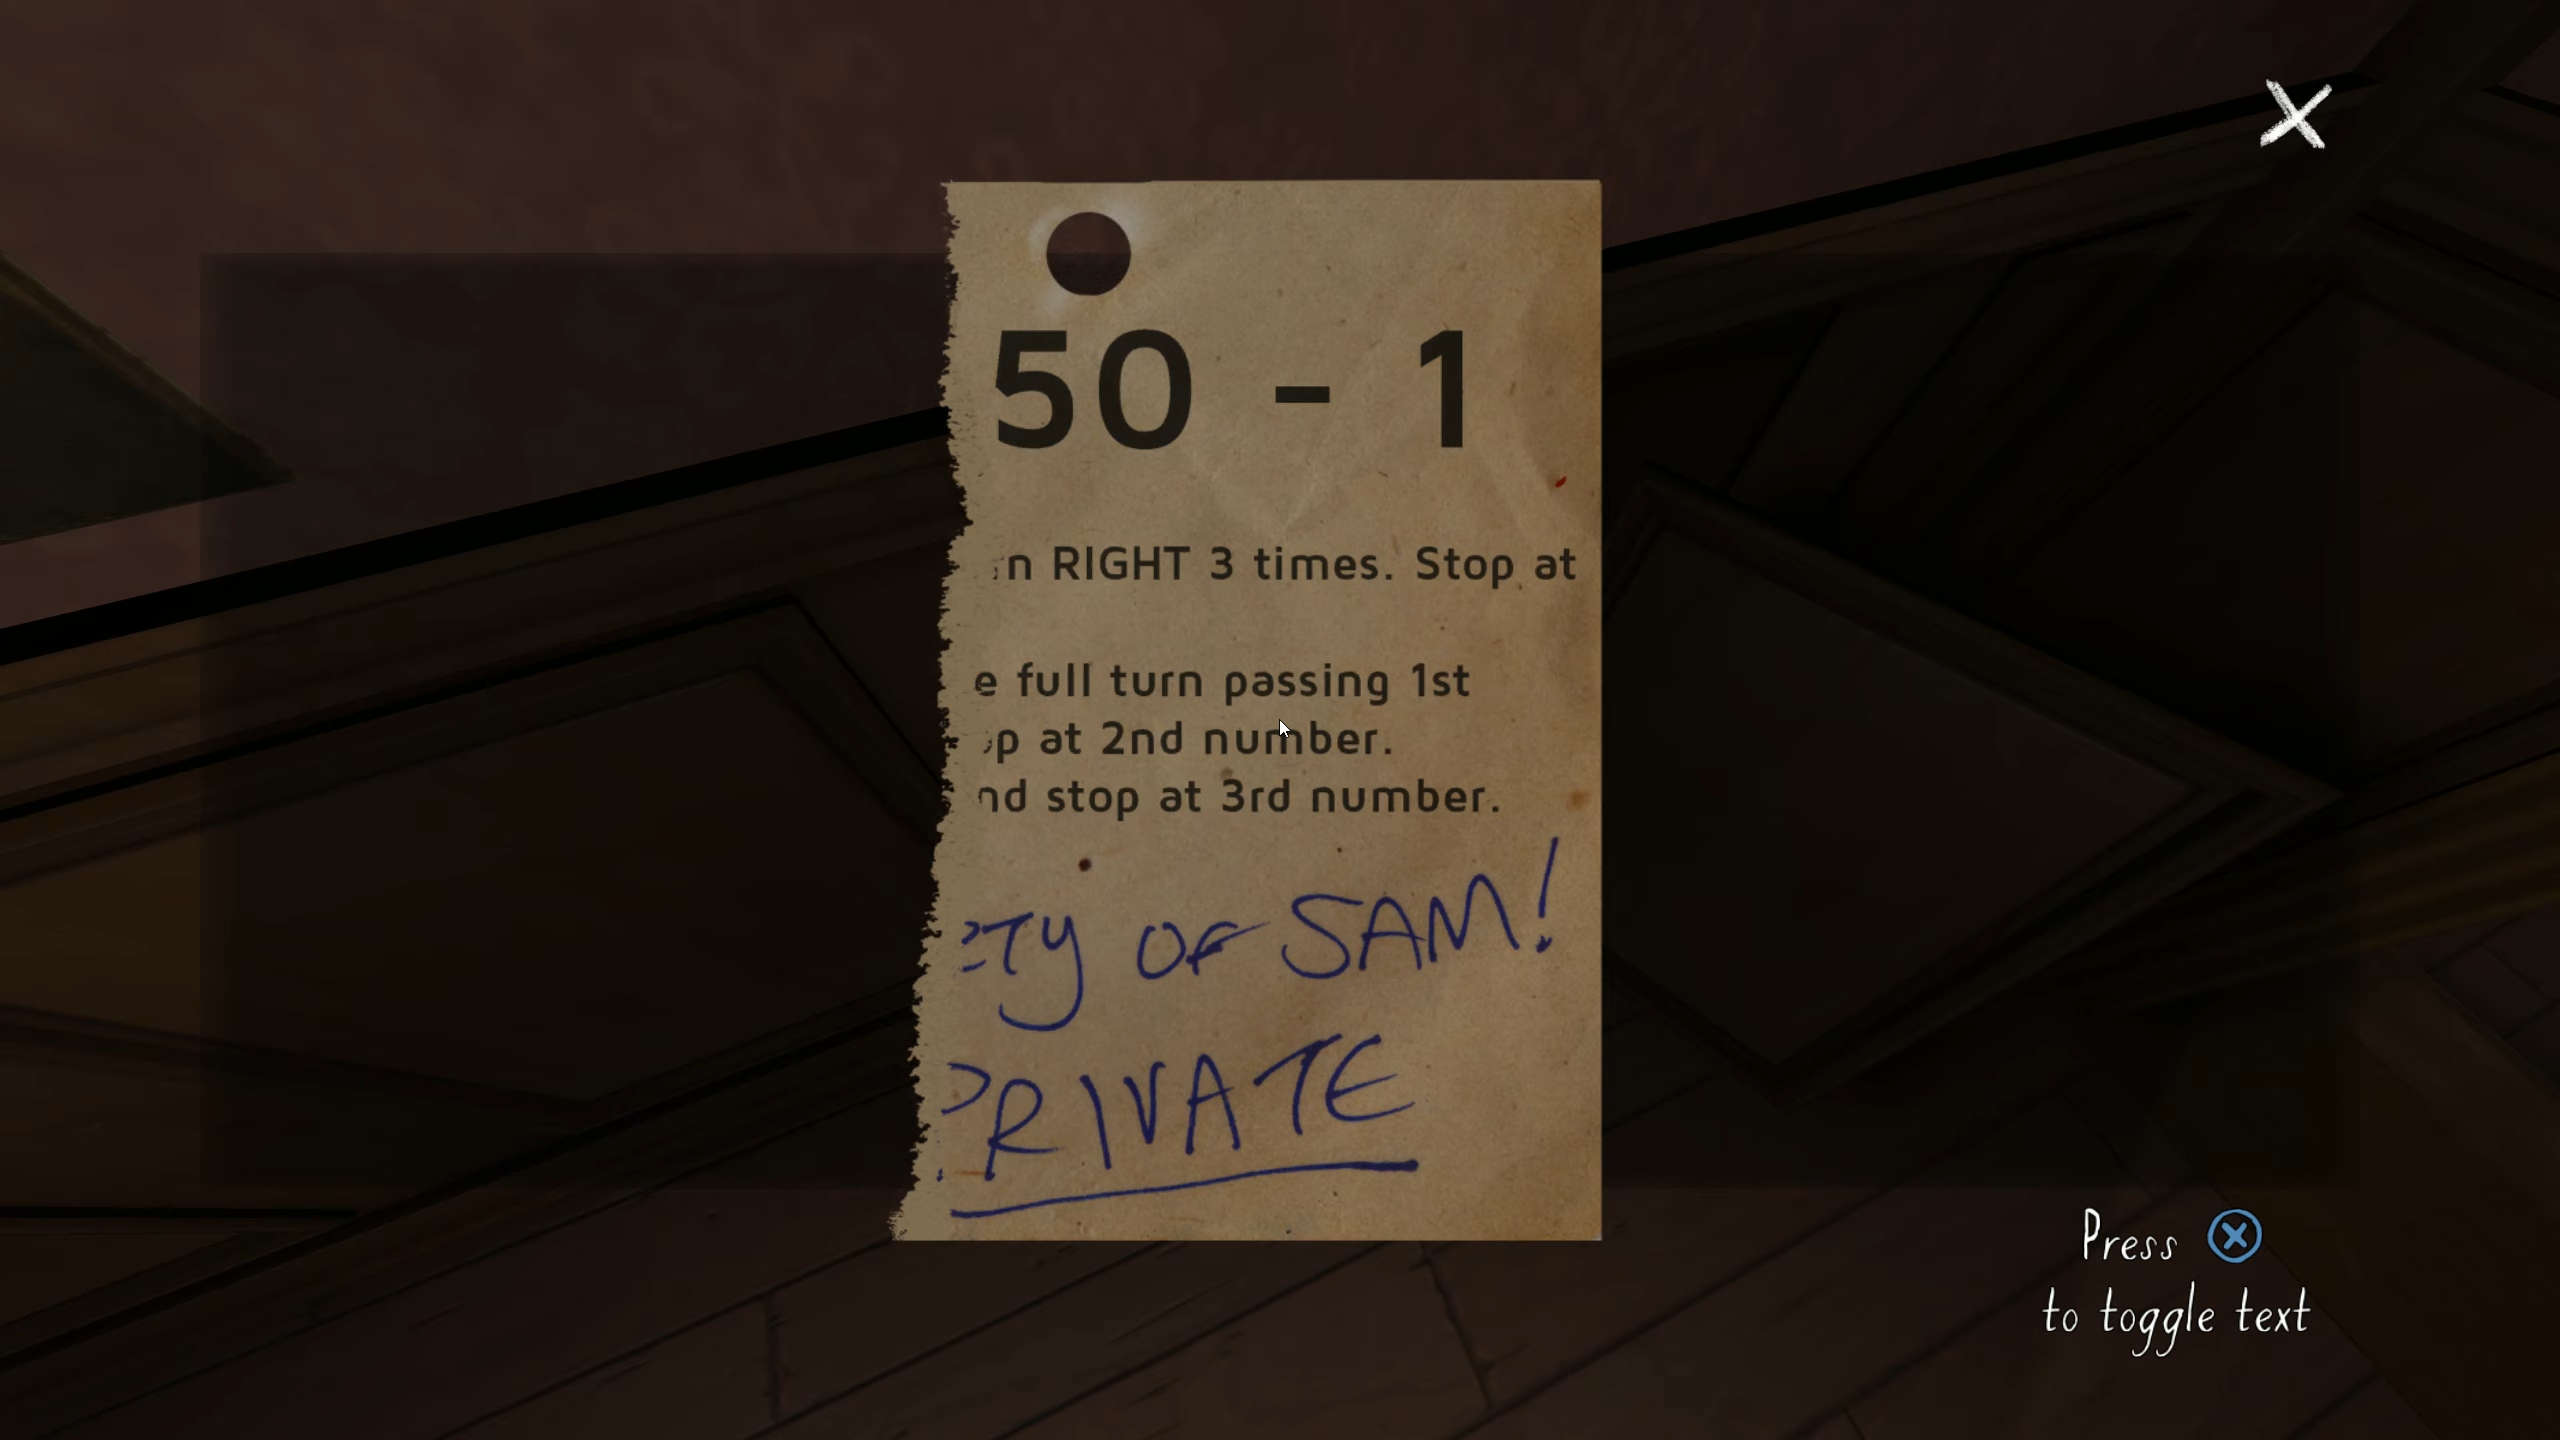 50 - 1
n RIGHT 3 times. Stop at
e full turn passing 1st
p at 2nd number.
nd stop at 3rd number.
TY OF SAM!
PRIVATE
Press
to toggle text